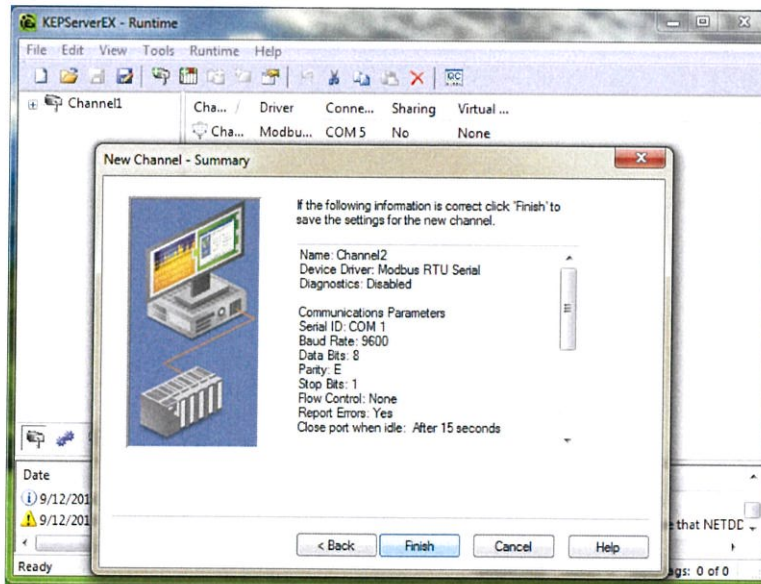 KEPServerEX - Runtime
File Edit View Tools Runtime Help
QC
Channel1
Cha... / Driver Conne... Sharing Virtual ...
Cha... Modbu... COM 5 No None
New Channel - Summary
If the following information is correct click 'Finish' to
save the settings for the new channel.
Name: Channel2
Device Driver: Modbus RTU Serial
Diagnostics: Disabled
Communications Parameters
Serial ID: COM 1
Baud Rate: 9600
Data Bits: 8
Parity: E
Stop Bits: 1
Flow Control: None
Report Errors: Yes
Close port when idle: After 15 seconds
Date
9/12/201
9/12/201
that NETDD
< Back Finish Cancel Help
Ready
ags: 0 of 0